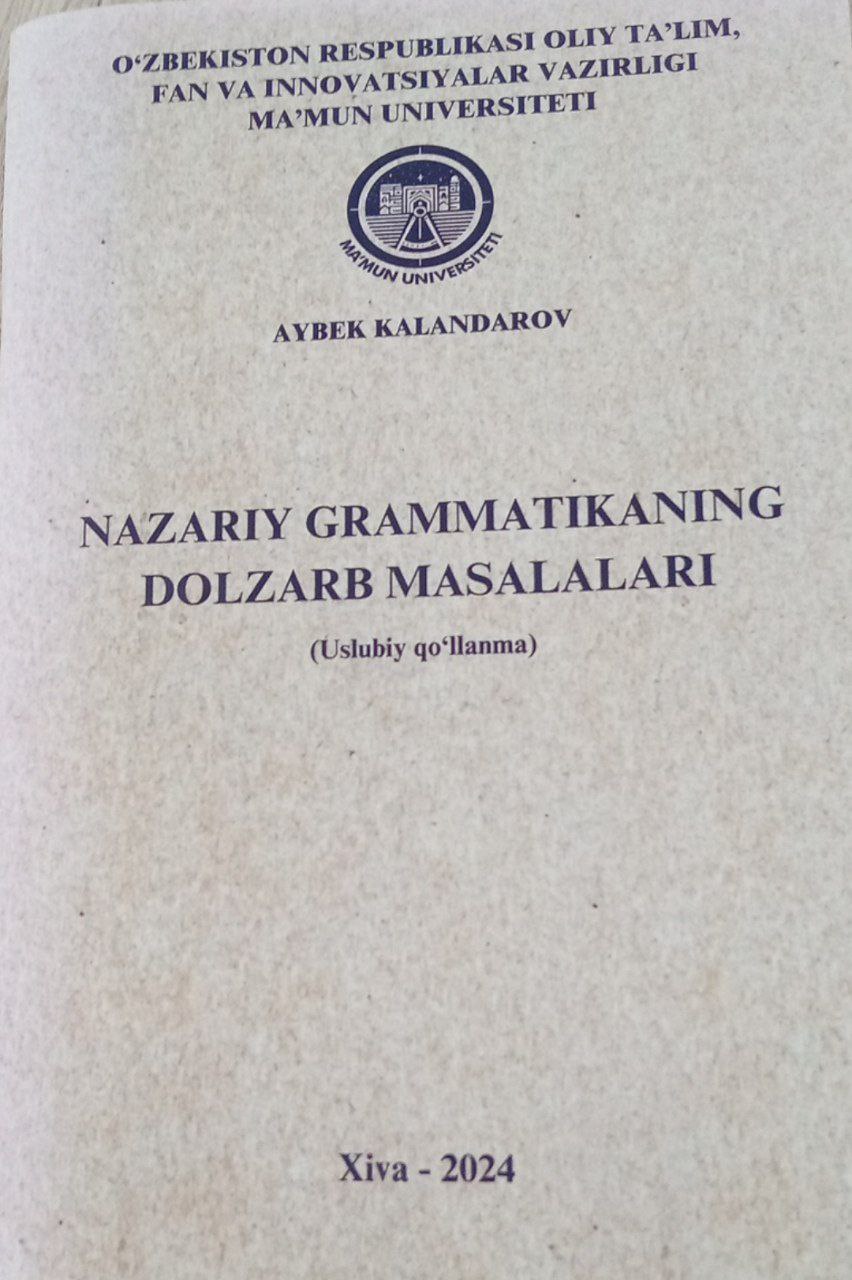 O‘ZBEKISTON RESPUBLIKASI OLIY TA’LIM,
FAN VA INNOVATSIYALAR VAZIRLIGI
MA’MUN UNIVERSITETI
MA’MUN UNIVERSITETI
AYBEK KALANDAROV
NAZARIY GRAMMATIKANING
DOLZARB MASALALARI
(Uslubiy qo‘llanma)
Xiva - 2024